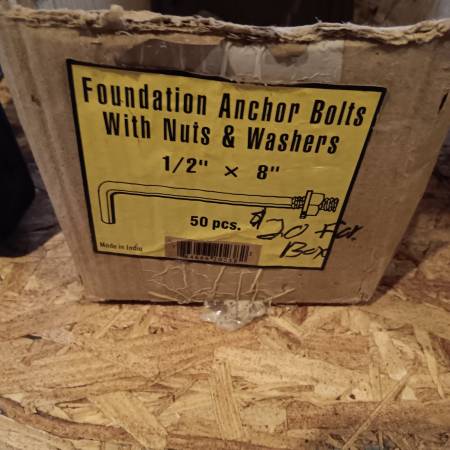 Foundation Anchor Bolts
With Nuts & Washers
1/2" × 8"
50 pcs.
$20 For
Box
Made in India